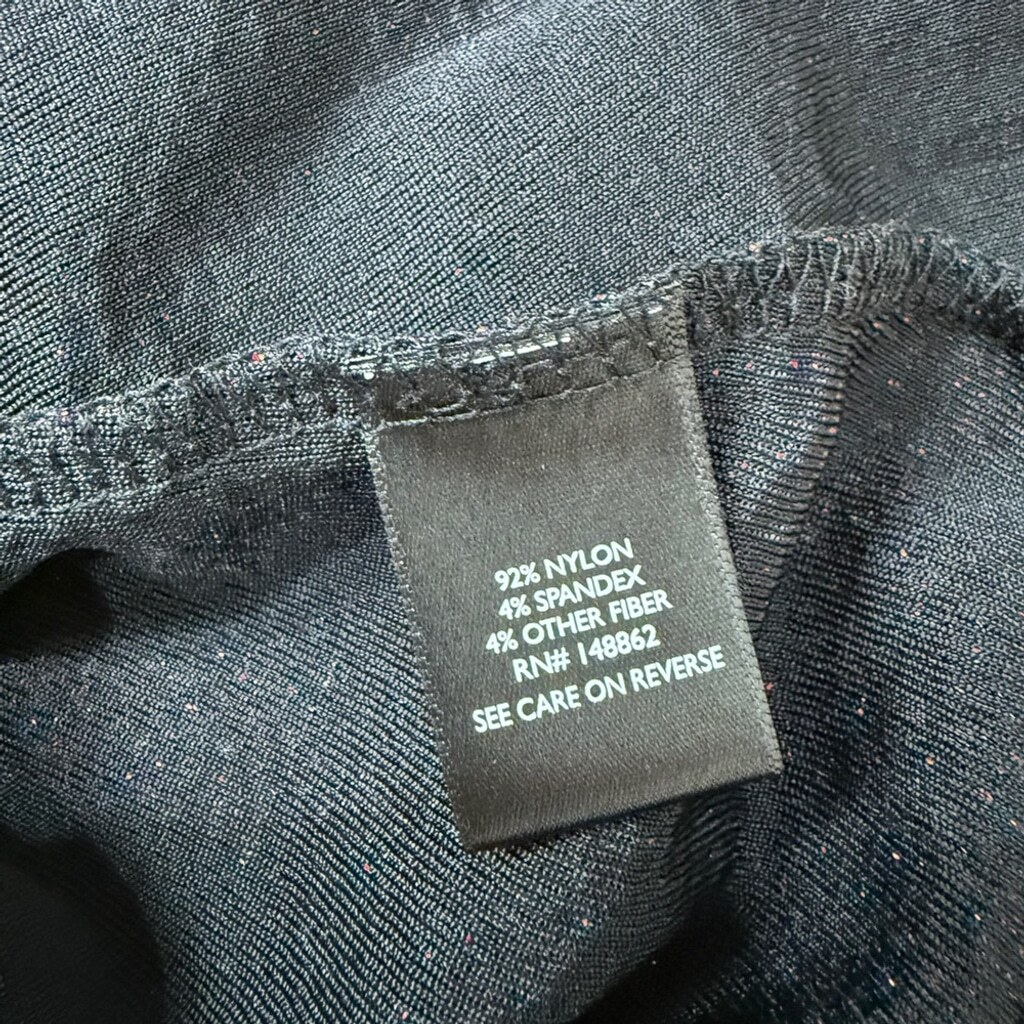 92% NYLON
4% SPANDEX
4% OTHER FIBER
RN# 148862
SEE CARE ON REVERSE